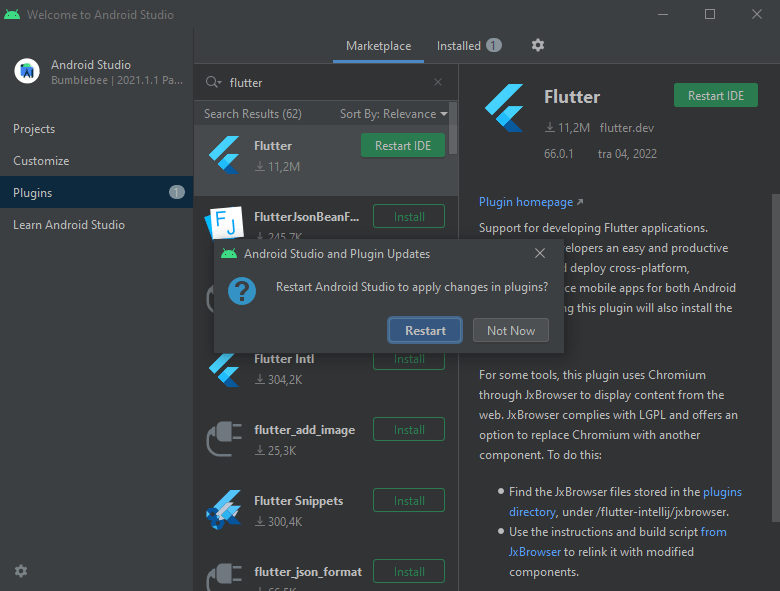 Welcome to Android Studio
Android Studio
Bumblebee | 2021.1.1 Pa...
Projects
Customize
Plugins
1
Learn Android Studio
Marketplace
Installed 1
flutter
Search Results (62)
Sort By: Relevance
Flutter
Restart IDE
11,2M
FlutterJsonBeanF...
Install
245,7K
Flutter Intl
Install
304,2K
flutter_add_image
Install
25,3K
Flutter Snippets
Install
300,4K
flutter_json_format
Install
66,5K
Android Studio and Plugin Updates
Restart Android Studio to apply changes in plugins?
Restart
Not Now
Flutter
Restart IDE
11,2M flutter.dev
66.0.1 tra 04, 2022
Plugin homepage
Support for developing Flutter applications.
elopers an easy and productive
d deploy cross-platform,
ce mobile apps for both Android
ng this plugin will also install the
For some tools, this plugin uses Chromium
through JxBrowser to display content from the
web. JxBrowser complies with LGPL and offers an
option to replace Chromium with another
component. To do this:
Find the JxBrowser files stored in the plugins
directory, under /flutter-intellij/jxbrowser.
Use the instructions and build script from
JxBrowser to relink it with modified
components.